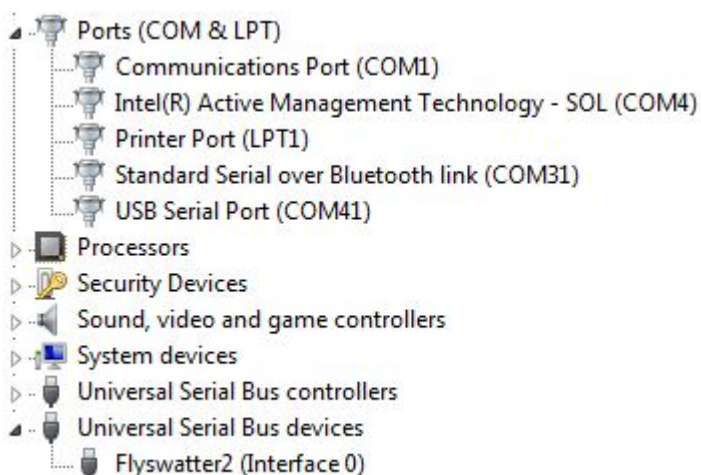 Ports (COM & LPT)
Communications Port (COM1)
Intel(R) Active Management Technology - SOL (COM4)
Printer Port (LPT1)
Standard Serial over Bluetooth link (COM31)
USB Serial Port (COM41)
Processors
Security Devices
Sound, video and game controllers
System devices
Universal Serial Bus controllers
Universal Serial Bus devices
Flyswatter2 (Interface 0)